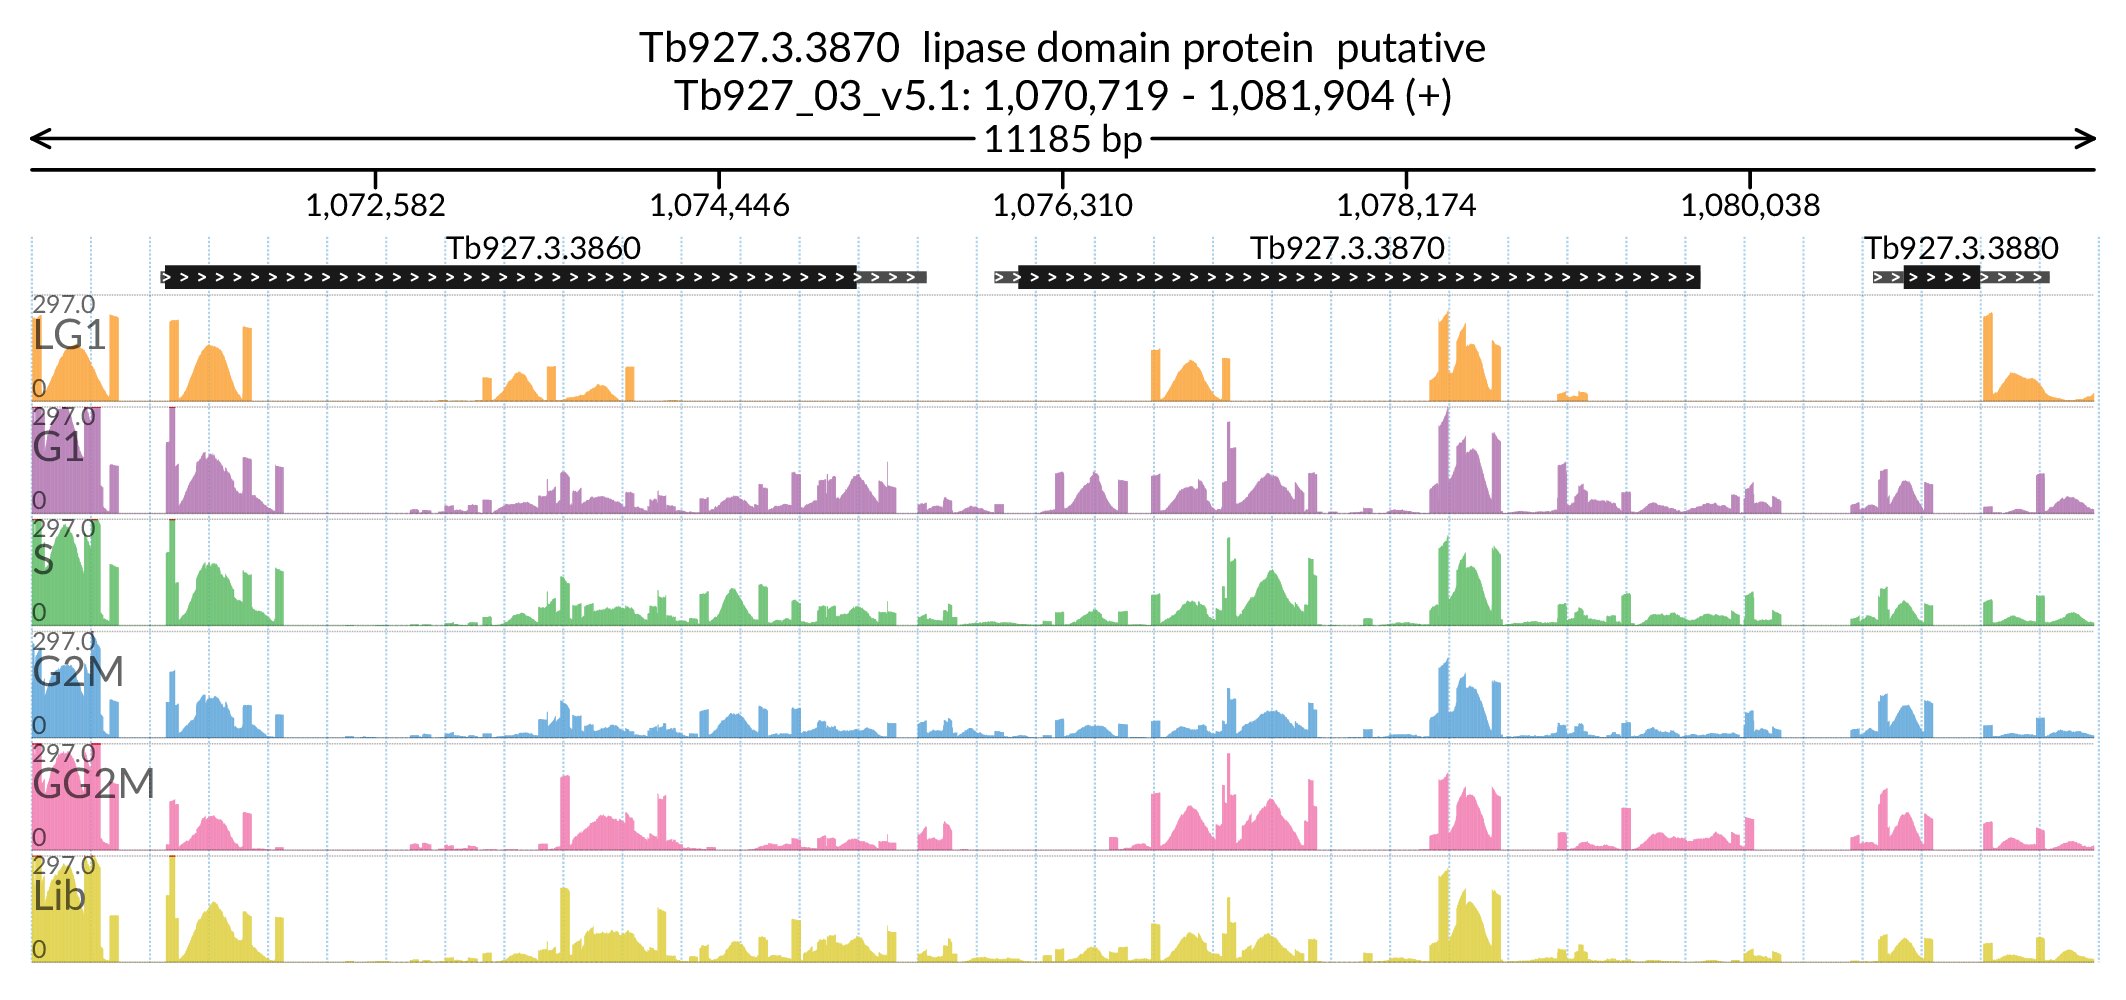 Tb927.3.3870  lipase domain protein  putative
Tb927_03_v5.1: 1,070,719 - 1,081,904 (+)
11185 bp
1,072,582 1,074,446 1,076,310 1,078,174 1,080,038
Tb927.3.3860 Tb927.3.3870 Tb927.3.3880
297.0
LG1
0
297.0
G1
0
297.0
S
0
297.0
G2M
0
297.0
GG2M
0
297.0
Lib
0